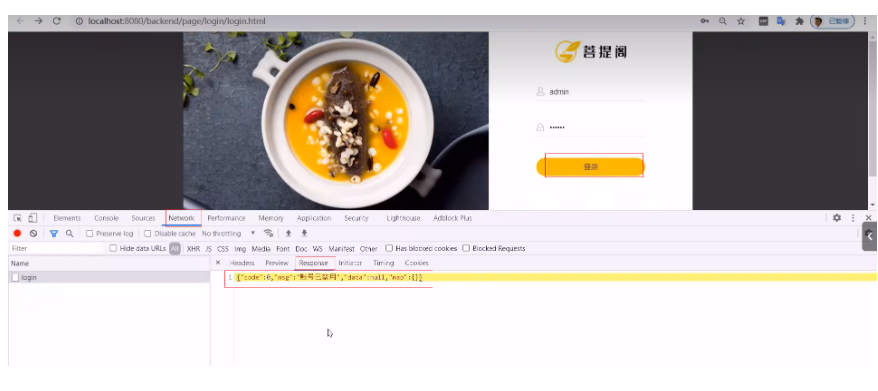 localhost:8080/backend/page/login/login.html
已暂停
菩提阁
admin
••••••
登录
Elements Console Sources Network Performance Memory Application Security Lighthouse Adblock Plus
Preserve log Disable cache No throttling
Filter Hide data URLs All XHR JS CSS Img Media Font Doc WS Manifest Other Has blocked cookies Blocked Requests
Name × Headers Preview Response Initiator Timing Cookies
login 1 {"code":0,"msg":"账号已禁用","data":null,"map":{}}